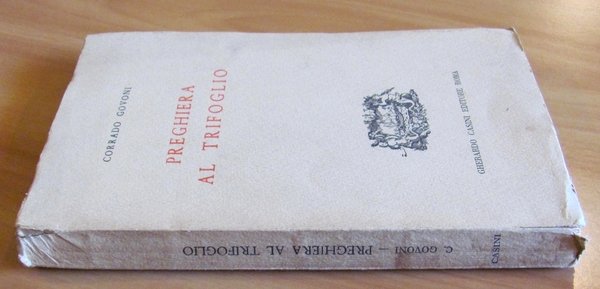 CORRADO GOVONI
PREGHIERA
AL TRIFOGLIO
GHERARDO CASINI EDITORE ROMA
C. GOVONI — PREGHIERA AL TRIFOGLIO
CASINI